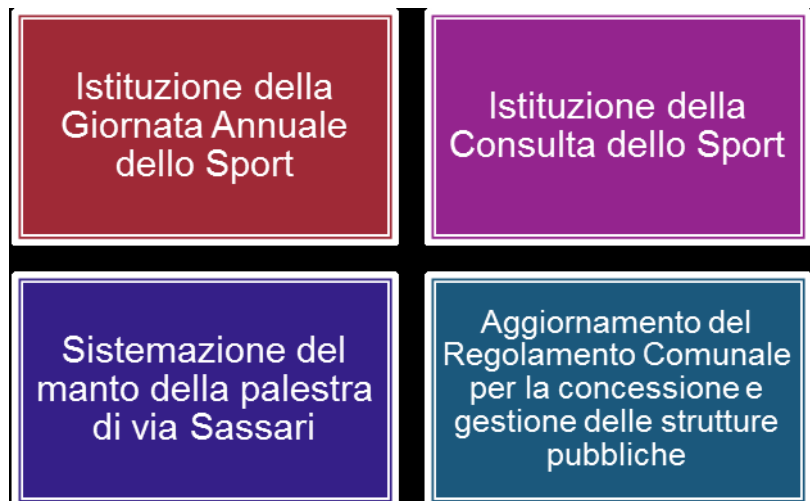 Istituzione della
Giornata Annuale
dello Sport
Istituzione della
Consulta dello Sport
Sistemazione del
manto della palestra
di via Sassari
Aggiornamento del
Regolamento Comunale
per la concessione e
gestione delle strutture
pubbliche